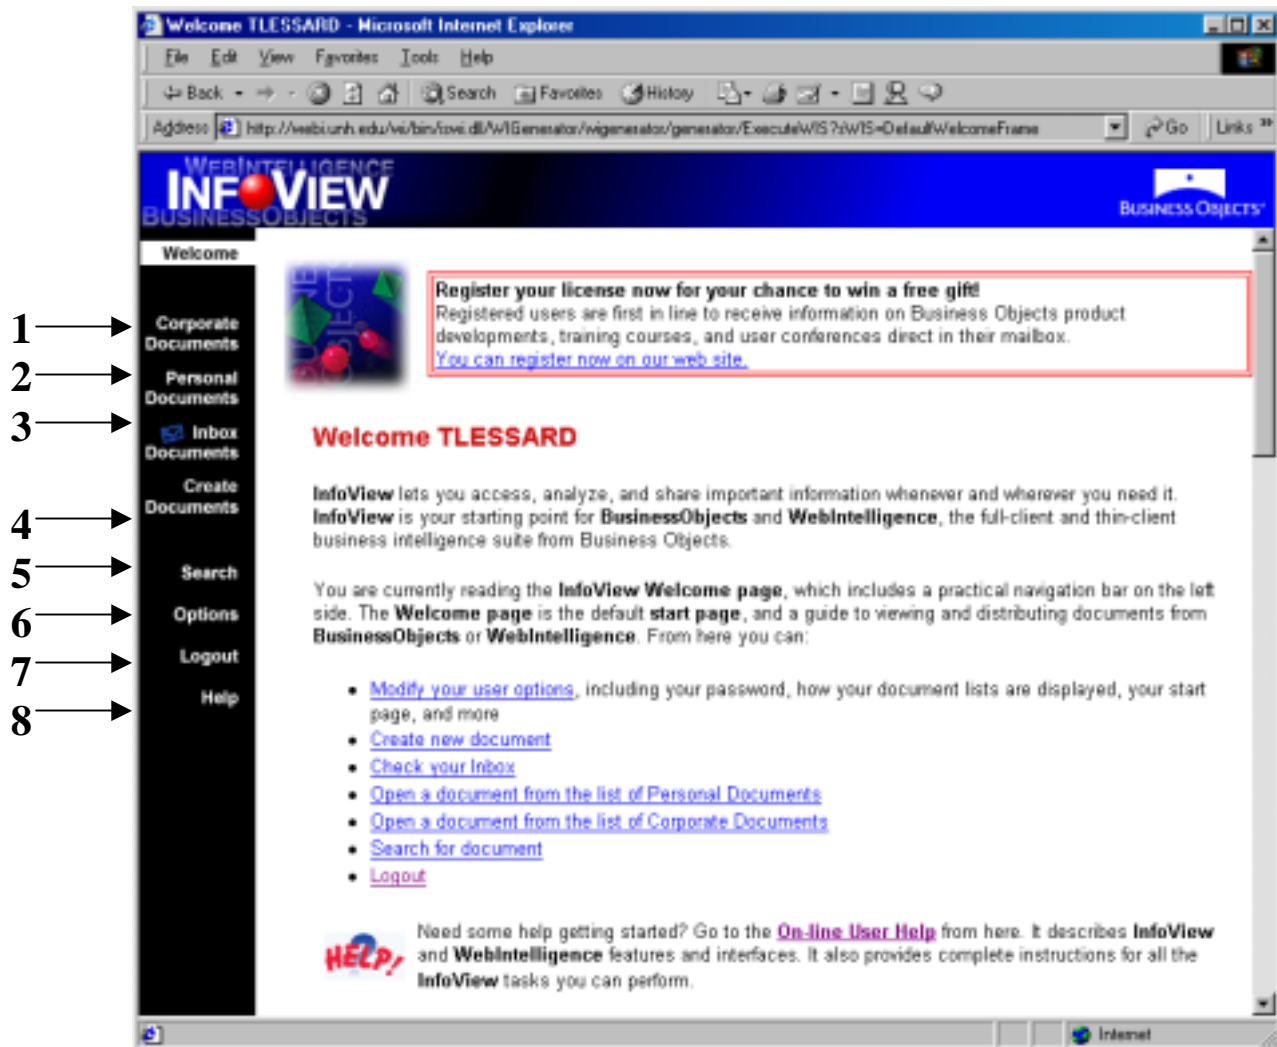 Welcome TLESSARD - Microsoft Internet Explorer
File Edit View Favorites Tools Help
Back Search Favorites History
Address http://webi.unh.edu/wi/bin/iswi.dll/WIGenerator/wigenerator/generator/ExecuteWIS?sWIS=DefaultWelcomeFrame Go Links »
WEBINTELLIGENCE
INFOVIEW
BUSINESSOBJECTS
BUSINESS OBJECTS
Welcome
1 Corporate
Documents
2 Personal
Documents
3 Inbox
Documents
Create
4 Documents
5 Search
6 Options
7 Logout
8 Help
Register your license now for your chance to win a free gift!
Registered users are first in line to receive information on Business Objects product
developments, training courses, and user conferences direct in their mailbox.
You can register now on our web site.
Welcome TLESSARD
InfoView lets you access, analyze, and share important information whenever and wherever you need it.
InfoView is your starting point for BusinessObjects and WebIntelligence, the full-client and thin-client
business intelligence suite from Business Objects.
You are currently reading the InfoView Welcome page, which includes a practical navigation bar on the left
side. The Welcome page is the default start page, and a guide to viewing and distributing documents from
BusinessObjects or WebIntelligence. From here you can:
• Modify your user options, including your password, how your document lists are displayed, your start
page, and more
• Create new document
• Check your Inbox
• Open a document from the list of Personal Documents
• Open a document from the list of Corporate Documents
• Search for document
• Logout
HELP!
Need some help getting started? Go to the On-line User Help from here. It describes InfoView
and WebIntelligence features and interfaces. It also provides complete instructions for all the
InfoView tasks you can perform.
Internet